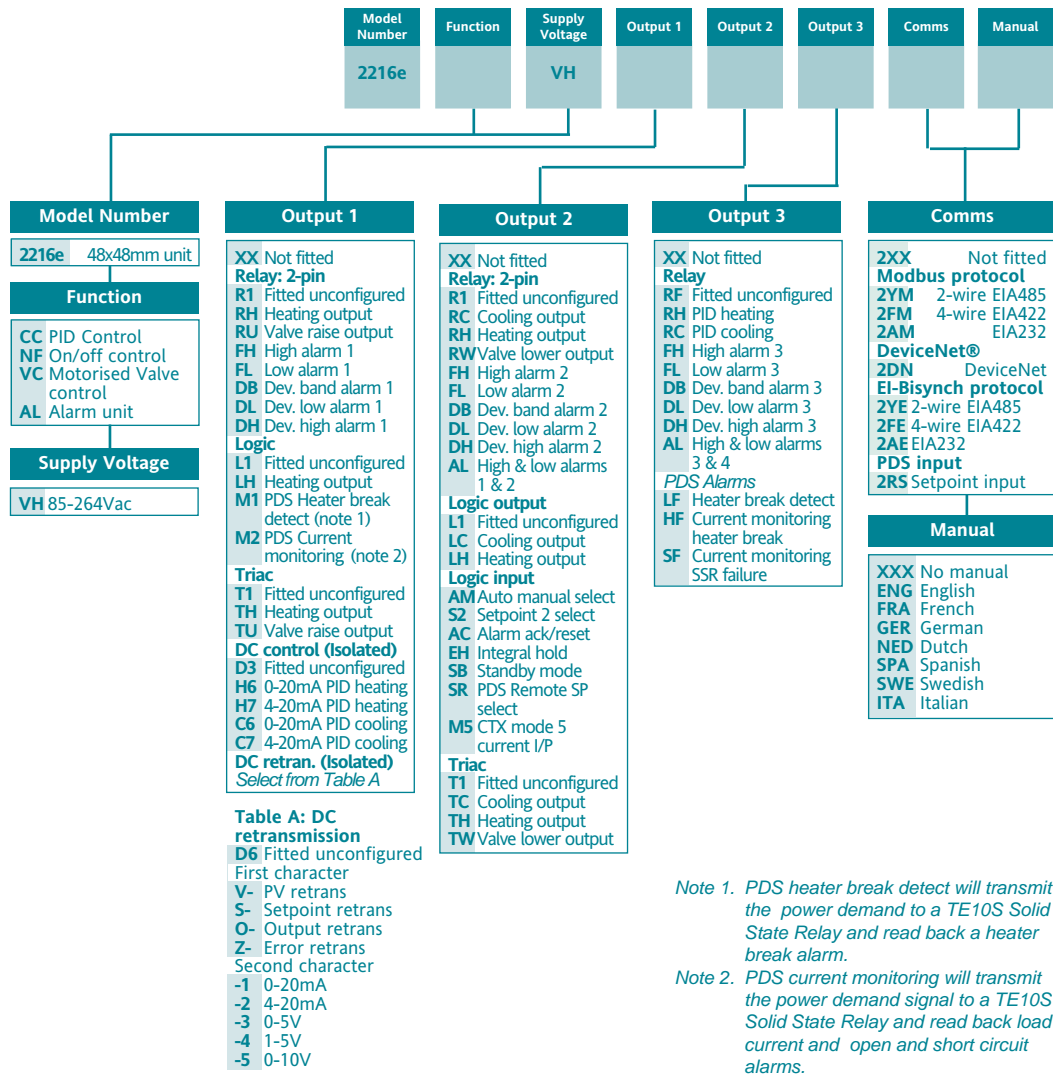 Model Number
Function
Supply Voltage
Output 1
Output 2
Output 3
Comms
Manual
2216e
VH
Model Number
2216e 48x48mm unit
Function
CC PID Control
NF On/off control
VC Motorised Valve
control
AL Alarm unit
Supply Voltage
VH 85-264Vac
Output 1
XX Not fitted
Relay: 2-pin
R1 Fitted unconfigured
RH Heating output
RU Valve raise output
FH High alarm 1
FL Low alarm 1
DB Dev. band alarm 1
DL Dev. low alarm 1
DH Dev. high alarm 1
Logic
L1 Fitted unconfigured
LH Heating output
M1 PDS Heater break
detect (note 1)
M2 PDS Current
monitoring (note 2)
Triac
T1 Fitted unconfigured
TH Heating output
TU Valve raise output
DC control (Isolated)
D3 Fitted unconfigured
H6 0-20mA PID heating
H7 4-20mA PID heating
C6 0-20mA PID cooling
C7 4-20mA PID cooling
DC retran. (Isolated)
Select from Table A
Table A: DC
retransmission
D6 Fitted unconfigured
First character
V- PV retrans
S- Setpoint retrans
O- Output retrans
Z- Error retrans
Second character
-1 0-20mA
-2 4-20mA
-3 0-5V
-4 1-5V
-5 0-10V
Output 2
XX Not fitted
Relay: 2-pin
R1 Fitted unconfigured
RC Cooling output
RH Heating output
RW Valve lower output
FH High alarm 2
FL Low alarm 2
DB Dev. band alarm 2
DL Dev. low alarm 2
DH Dev. high alarm 2
AL High & low alarms
1 & 2
Logic output
L1 Fitted unconfigured
LC Cooling output
LH Heating output
Logic input
AM Auto manual select
S2 Setpoint 2 select
AC Alarm ack/reset
EH Integral hold
SB Standby mode
SR PDS Remote SP
select
M5 CTX mode 5
current I/P
Triac
T1 Fitted unconfigured
TC Cooling output
TH Heating output
TW Valve lower output
Output 3
XX Not fitted
Relay
RF Fitted unconfigured
RH PID heating
RC PID cooling
FH High alarm 3
FL Low alarm 3
DB Dev. band alarm 3
DL Dev. low alarm 3
DH Dev. high alarm 3
AL High & low alarms
3 & 4
PDS Alarms
LF Heater break detect
HF Current monitoring
heater break
SF Current monitoring
SSR failure
Comms
2XX Not fitted
Modbus protocol
2YM 2-wire EIA485
2FM 4-wire EIA422
2AM EIA232
DeviceNet®
2DN DeviceNet
EI-Bisynch protocol
2YE 2-wire EIA485
2FE 4-wire EIA422
2AE EIA232
PDS input
2RS Setpoint input
Manual
XXX No manual
ENG English
FRA French
GER German
NED Dutch
SPA Spanish
SWE Swedish
ITA Italian
Note 1. PDS heater break detect will transmit
the power demand to a TE10S Solid
State Relay and read back a heater
break alarm.
Note 2. PDS current monitoring will transmit
the power demand signal to a TE10S
Solid State Relay and read back load
current and open and short circuit
alarms.